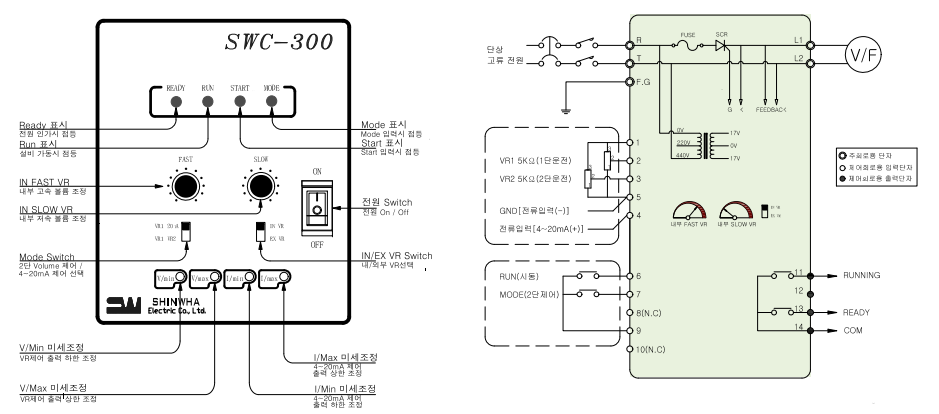 SWC-300
READY RUN START MODE
Ready 표시
전원 인가시 점등
Run 표시
설비 가동시 점등
Mode 표시
Mode 입력시 점등
Start 표시
Start 입력시 점등
FAST
SLOW
ON
IN FAST VR
내부 고속 볼륨 조정
IN SLOW VR
내부 저속 볼륨 조정
전원 Switch
전원 On / Off
VR1 20mA
VR1 VR2
IN VR
EX VR
OFF
Mode Switch
2단 Volume 제어 /
4~20mA 제어 선택
IN/EX VR Switch
내/외부 VR선택
V/min V/max I/min I/max
SW
SHINWHA
Electric Co., Ltd.
V/Min 미세조정
VR제어 출력 하한 조정
V/Max 미세조정
VR제어 출력 상한 조정
I/Max 미세조정
4~20mA 제어
출력 상한 조정
I/Min 미세조정
4~20mA 제어
출력 하한 조정
단상
고류 전원
R
T
F.G
FUSE
SCR
L1
L2
V/F
G K FEEDBACK
0V
220V
440V
17V
0V
17V
VR1 5KΩ(1단운전)
VR2 5KΩ(2단운전)
GND[전류입력(-)]
전류입력[4~20mA(+)]
1
2
3
5
4
내부 FAST VR
내부 SLOW VR
IN VR
EX VR
주회로용 단자
제어회로용 입력단자
제어회로용 출력단자
RUN(시동)
MODE(2단제어)
6
7
8(N.C)
9
10(N.C)
11
12
13
14
RUNNING
READY
COM